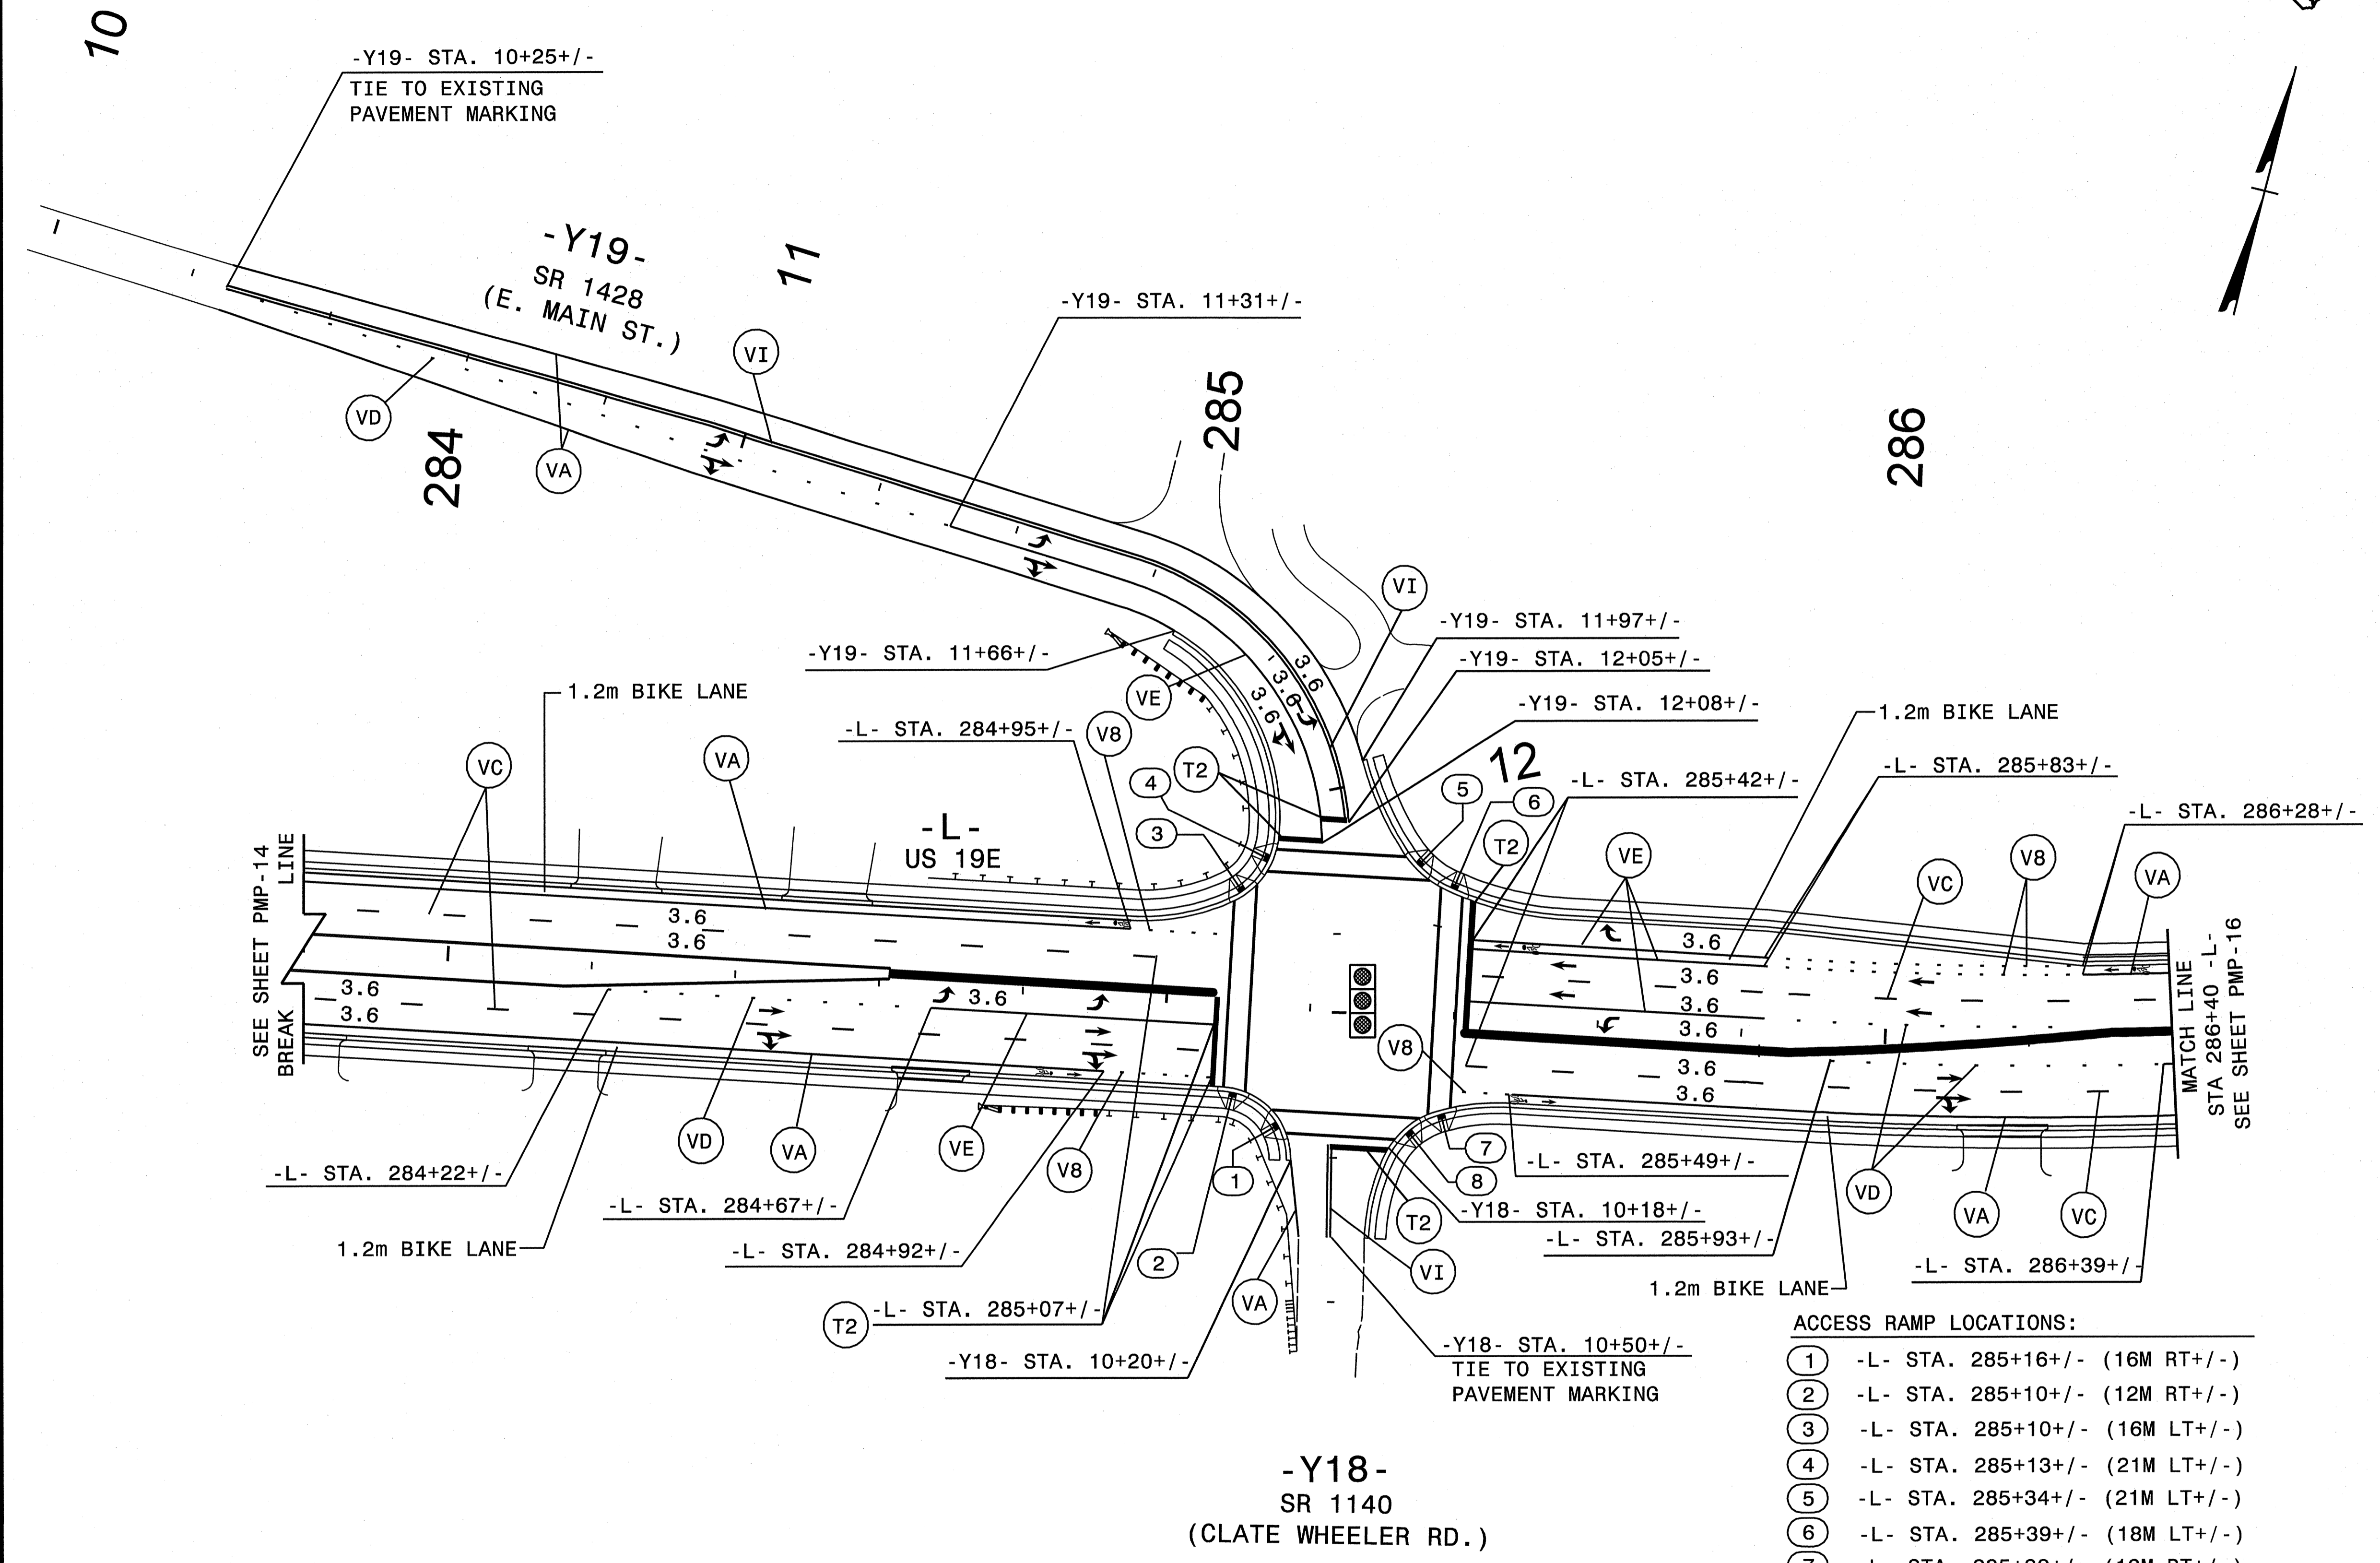 10
-Y19- STA. 10+25+/-
TIE TO EXISTING
PAVEMENT MARKING
-Y19-
SR 1428
(E. MAIN ST.)
11
VI
-Y19- STA. 11+31+/-
VD
VA
284
285
286
VI
-Y19- STA. 11+97+/-
-Y19- STA. 12+05+/-
-Y19- STA. 12+08+/-
-Y19- STA. 11+66+/-
VE
3.6
3.6
3.6
1.2m BIKE LANE
-L- STA. 284+95+/-
V8
VC
VA
T2
4
3
12
5
6
T2
-L- STA. 285+42+/-
1.2m BIKE LANE
-L- STA. 285+83+/-
-L- STA. 286+28+/-
VE
VC
V8
VA
-L-
US 19E
SEE SHEET PMP-14
BREAK LINE
3.6
3.6
3.6
3.6
3.6
3.6
3.6
3.6
3.6
3.6
3.6
V8
MATCH LINE
STA 286+40 -L-
SEE SHEET PMP-16
VD
VA
VE
V8
1
7
8
-L- STA. 285+49+/-
-L- STA. 284+22+/-
-L- STA. 284+67+/-
1.2m BIKE LANE
-L- STA. 284+92+/-
2
T2
-Y18- STA. 10+18+/-
-L- STA. 285+93+/-
VD
VA
VC
VI
VA
1.2m BIKE LANE
-L- STA. 286+39+/-
T2
-L- STA. 285+07+/-
-Y18- STA. 10+20+/-
-Y18- STA. 10+50+/-
TIE TO EXISTING
PAVEMENT MARKING
-Y18-
SR 1140
(CLATE WHEELER RD.)
ACCESS RAMP LOCATIONS:
1 -L- STA. 285+16+/- (16M RT+/-)
2 -L- STA. 285+10+/- (12M RT+/-)
3 -L- STA. 285+10+/- (16M LT+/-)
4 -L- STA. 285+13+/- (21M LT+/-)
5 -L- STA. 285+34+/- (21M LT+/-)
6 -L- STA. 285+39+/- (18M LT+/-)